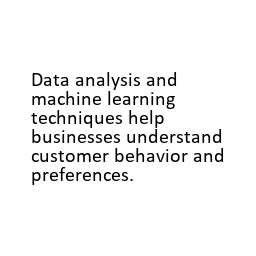 Data analysis and
machine learning
techniques help
businesses understand
customer behavior and
preferences.